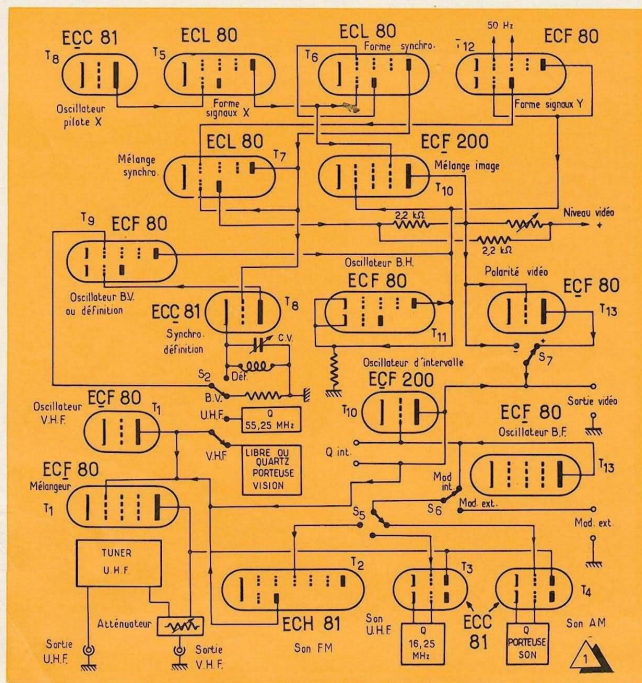 ECC 81
T8
Oscillateur
pilote X
ECL 80
T5
Forme
signaux X
ECL 80
T6
Forme synchro.
50 Hz
ECF 80
T12
Forme signaux Y
ECL 80
T7
Mélange
synchro.
ECF 200
Mélange image
T10
2,2 kΩ
2,2 kΩ
Niveau vidéo
+
T9
ECF 80
Oscillateur B.V.
ou définition
ECC 81
T8
Synchro.
définition
C.V.
Oscillateur B.H.
ECF 80
T11
Polarité vidéo
ECF 80
T13
-
+
S7
S2
Déf.
B.V.
U.H.F.
Q
55,25 MHz
V.H.F.
LIBRE OU
QUARTZ
PORTEUSE
VISION
ECF 80
Oscillateur
V.H.F.
T1
ECF 80
Mélangeur
T1
Oscillateur d'intervalle
ECF 200
T10
Q int.
Sortie vidéo
ECF 80
Oscillateur B.F.
T13
Mod
int.
S6
Mod. ext.
Mod. ext.
S5
TUNER
U.H.F.
Atténuateur
Sortie
U.H.F.
Sortie
V.H.F.
T2
ECH 81
Son FM
T3
Son
U.H.F
Q
16,25
MHz
ECC
81
T4
Q
PORTEUSE
SON
Son AM
1